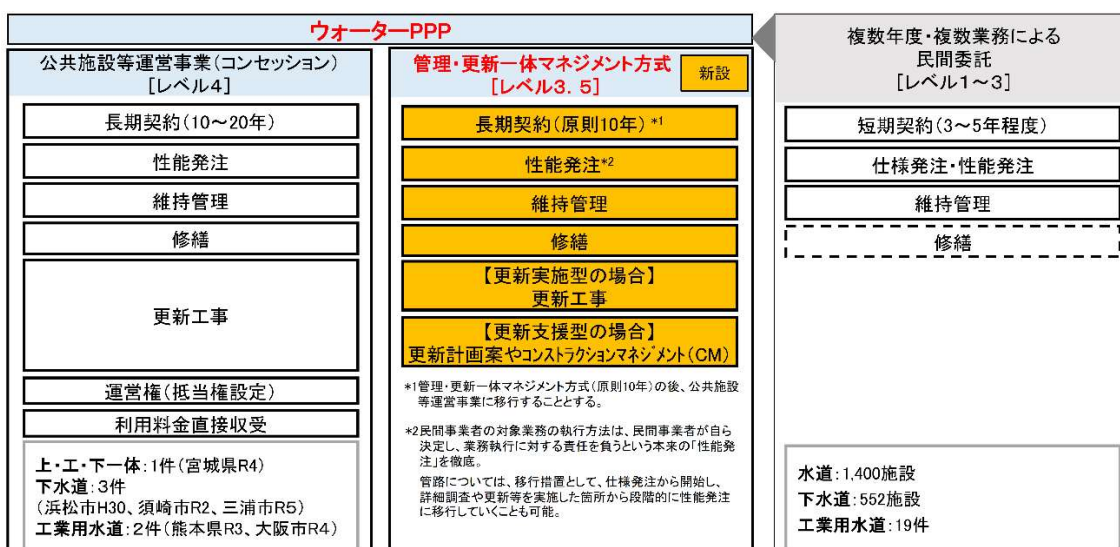 ウォーターPPP
公共施設等運営事業(コンセッション)
[レベル4]
長期契約(10～20年)
性能発注
維持管理
修繕
更新工事
運営権(抵当権設定)
利用料金直接収受
上・工・下一体:1件(宮城県R4)
下水道:3件
(浜松市H30、須崎市R2、三浦市R5)
工業用水道:2件(熊本県R3、大阪市R4)
管理・更新一体マネジメント方式
[レベル3.5]
新設
長期契約(原則10年)*1
性能発注*2
維持管理
修繕
【更新実施型の場合】
更新工事
【更新支援型の場合】
更新計画案やコンストラクションマネジメント(CM)
*1管理・更新一体マネジメント方式(原則10年)の後、公共施設
等運営事業に移行することとする。
*2民間事業者の対象業務の執行方法は、民間事業者が自ら
決定し、業務執行に対する責任を負うという本来の「性能発
注」を徹底。
管路については、移行措置として、仕様発注から開始し、
詳細調査や更新等を実施した箇所から段階的に性能発注
に移行していくことも可能。
複数年度・複数業務による
民間委託
[レベル1～3]
短期契約(3～5年程度)
仕様発注・性能発注
維持管理
修繕
水道:1,400施設
下水道:552施設
工業用水道:19件